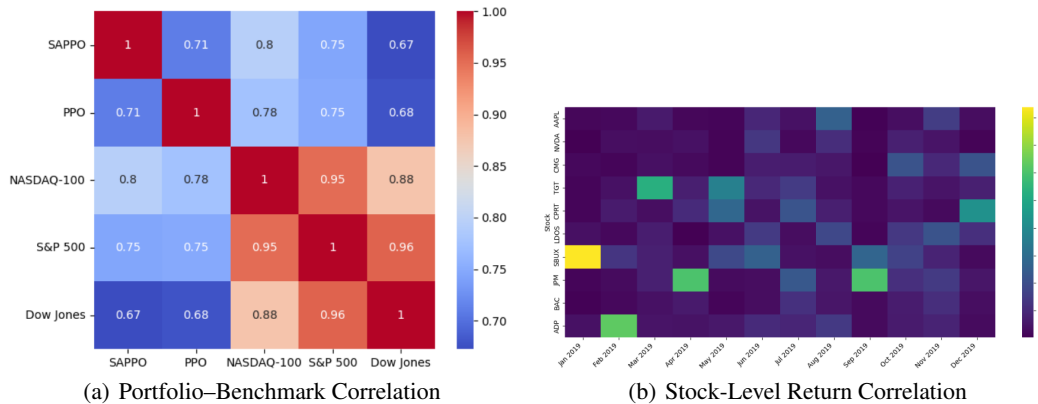 1.00
0.95
0.90
0.85
0.80
0.75
0.70
SAPPO 1 0.71 0.8 0.75 0.67
PPO 0.71 1 0.78 0.75 0.68
NASDAQ-100 0.8 0.78 1 0.95 0.88
S&P 500 0.75 0.75 0.95 1 0.96
Dow Jones 0.67 0.68 0.88 0.96 1
SAPPO PPO NASDAQ-100 S&P 500 Dow Jones
(a) Portfolio–Benchmark Correlation
Stock
AAPL
NVDA
CMG
TGT
CPRT
LDOS
SBUX
JPM
BAC
ADP
Jan 2019 Feb 2019 Mar 2019 Apr 2019 May 2019 Jun 2019 Jul 2019 Aug 2019 Sep 2019 Oct 2019 Nov 2019 Dec 2019
(b) Stock-Level Return Correlation